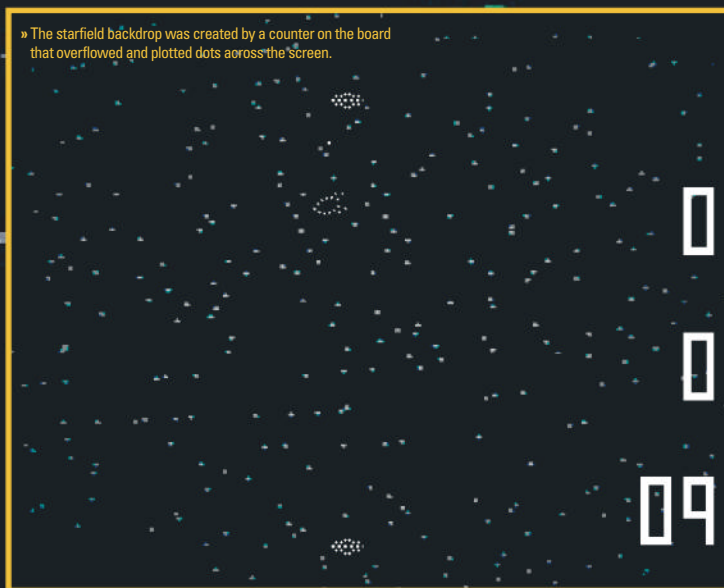 » The starfield backdrop was created by a counter on the board
that overflowed and plotted dots across the screen.
0
0
09